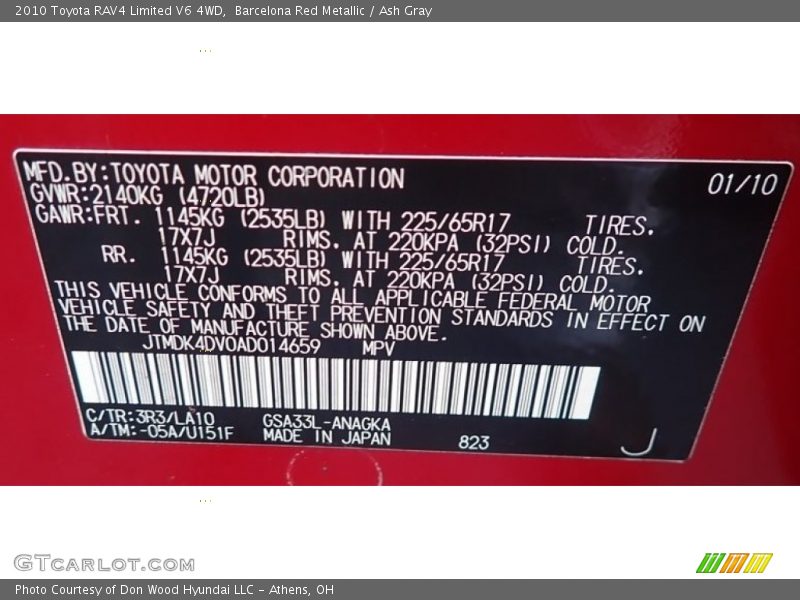 2010 Toyota RAV4 Limited V6 4WD,  Barcelona Red Metallic / Ash Gray
MFD.BY:TOYOTA MOTOR CORPORATION 01/10
GVWR:2140KG (4720LB)
GAWR:FRT. 1145KG (2535LB) WITH 225/65R17 TIRES.
17X7J RIMS. AT 220KPA (32PSI) COLD.
RR. 1145KG (2535LB) WITH 225/65R17 TIRES.
17X7J RIMS. AT 220KPA (32PSI) COLD.
THIS VEHICLE CONFORMS TO ALL APPLICABLE FEDERAL MOTOR
VEHICLE SAFETY AND THEFT PREVENTION STANDARDS IN EFFECT ON
THE DATE OF MANUFACTURE SHOWN ABOVE.
JTMDK4DV0AD014659 MPV
C/TR:3R3/LA10 GSA33L-ANAGKA
A/TM:-05A/U151F MADE IN JAPAN 823 J
GTCARLOT.COM
Photo Courtesy of Don Wood Hyundai LLC - Athens, OH